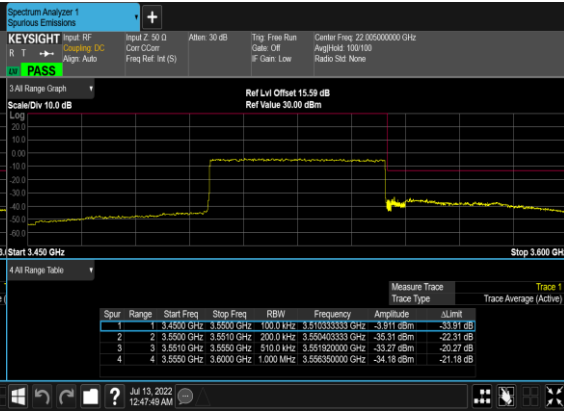 Spectrum Analyzer 1
Spurious Emissions
+
KEYSIGHT Input: RF Input Z: 50 Ω Atten: 30 dB Trig: Free Run Center Freq: 22.005000000 GHz
R T Coupling: DC Corr CCorr Gate: Off Avg|Hold: 100/100
Align: Auto Freq Ref: Int (S) IF Gain: Low Radio Std: None
PASS
3 All Range Graph
Ref Lvl Offset 15.59 dB
Scale/Div 10.0 dB Ref Value 30.00 dBm
Log
20.0
10.0
0.00
-10.0
-20.0
-30.0
-40.0
-50.0
-60.0
Start 3.450 GHz Stop 3.600 GH
4 All Range Table
Measure Trace Trace 1
Trace Type Trace Average (Active)
Spur Range Start Freq Stop Freq RBW Frequency Amplitude ΔLimit
1 1 3.4500 GHz 3.5500 GHz 100.0 kHz 3.510333333 GHz -3.911 dBm -33.91 dB
2 2 3.5500 GHz 3.5510 GHz 200.0 kHz 3.550403333 GHz -35.31 dBm -22.31 dB
3 3 3.5510 GHz 3.5550 GHz 510.0 kHz 3.551920000 GHz -33.27 dBm -20.27 dB
4 4 3.5550 GHz 3.6000 GHz 1.000 MHz 3.556350000 GHz -34.18 dBm -21.18 dB
?
Jul 13, 2022
12:47:49 AM